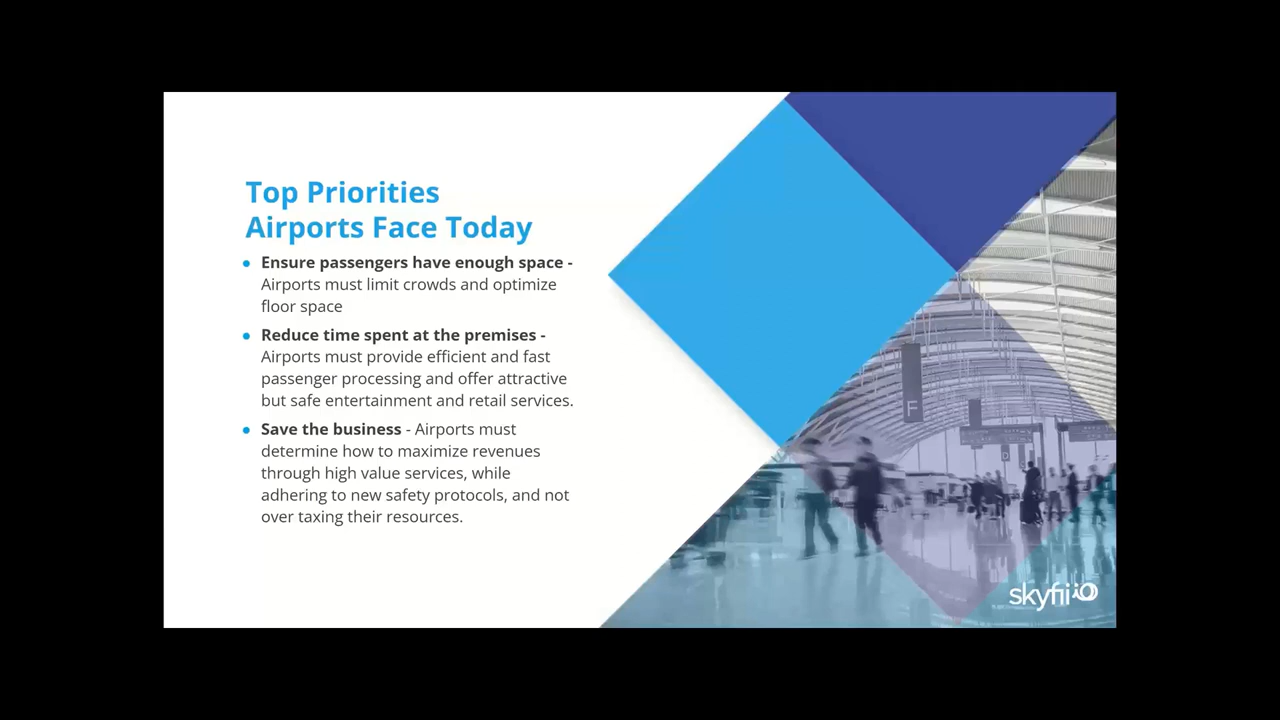 Top Priorities
Airports Face Today
Ensure passengers have enough space -
Airports must limit crowds and optimize
floor space
Reduce time spent at the premises -
Airports must provide efficient and fast
passenger processing and offer attractive
but safe entertainment and retail services.
Save the business - Airports must
determine how to maximize revenues
through high value services, while
adhering to new safety protocols, and not
over taxing their resources.
F
D
skyfii iO